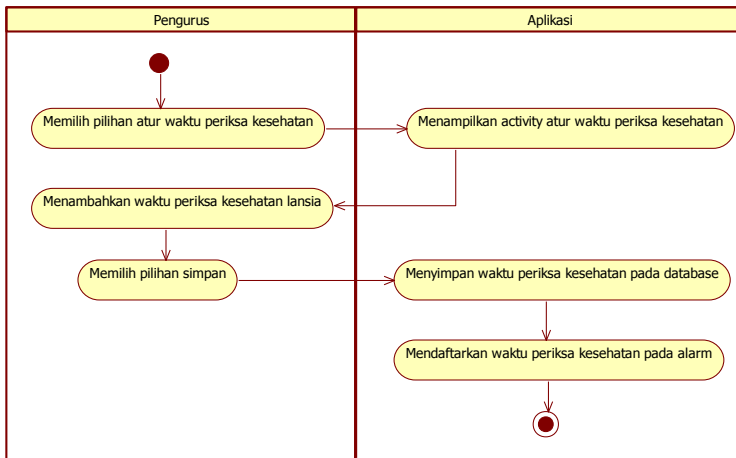 Pengurus
Aplikasi
Memilih pilihan atur waktu periksa kesehatan
Menampilkan activity atur waktu periksa kesehatan
Menambahkan waktu periksa kesehatan lansia
Memilih pilihan simpan
Menyimpan waktu periksa kesehatan pada database
Mendaftarkan waktu periksa kesehatan pada alarm